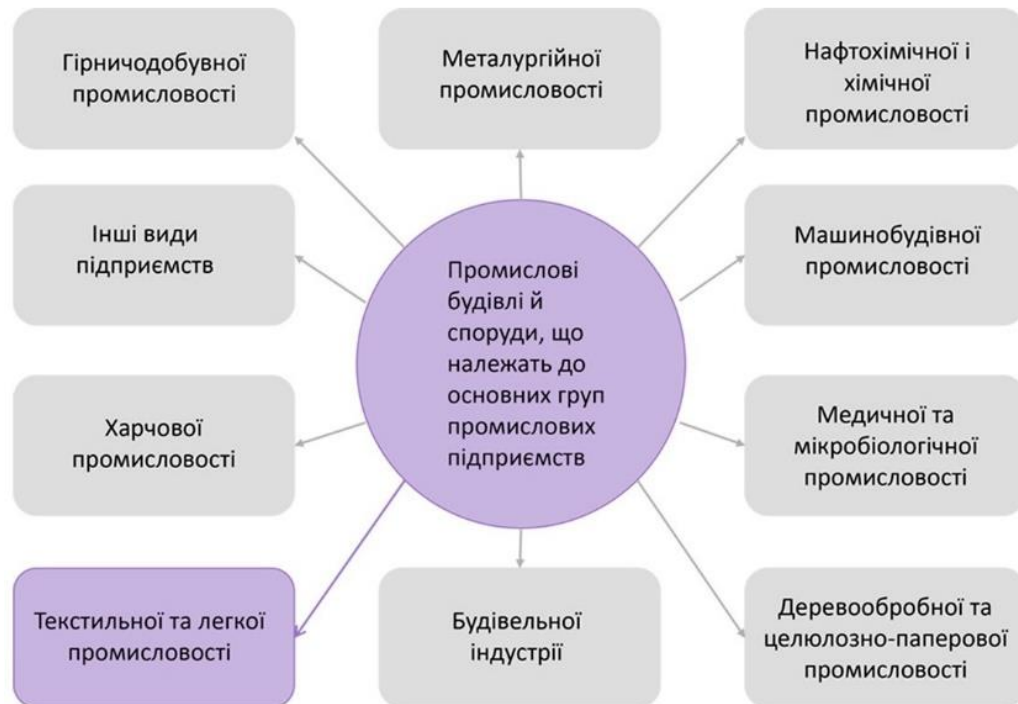 Гірничодобувної
промисловості
Металургійної
промисловості
Нафтохімічної і
хімічної
промисловості
Інші види
підприємств
Промислові
будівлі й
споруди, що
належать до
основних груп
промислових
підприємств
Машинобудівної
промисловості
Харчової
промисловості
Медичної та
мікробіологічної
промисловості
Текстильної та легкої
промисловості
Будівельної
індустрії
Деревообробної та
целюлозно-паперової
промисловості